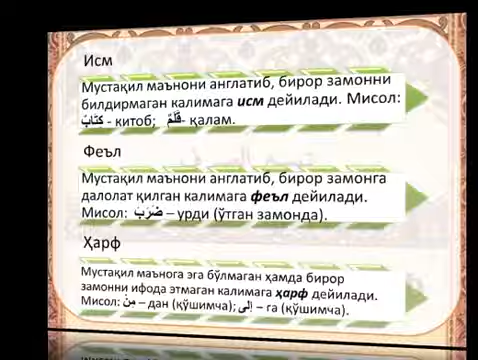 Исм
Мустақил маънони англатиб, бирор замонни
билдирмаган калимага исм дейилади. Мисол:
كِتَابٌ - китоб; قَلَمٌ- қалам.
Феъл
Мустақил маънони англатиб, бирор замонга
далолат қилган калимага феъл дейилади.
Мисол: ضَرَبَ – урди (ўтган замонда).
Ҳарф
Мустақил маънога эга бўлмаган ҳамда бирор
замонни ифода этмаган калимага ҳарф дейилади.
Мисол: مِنْ – дан (қўшимча); اِلَى – га (қўшимча).